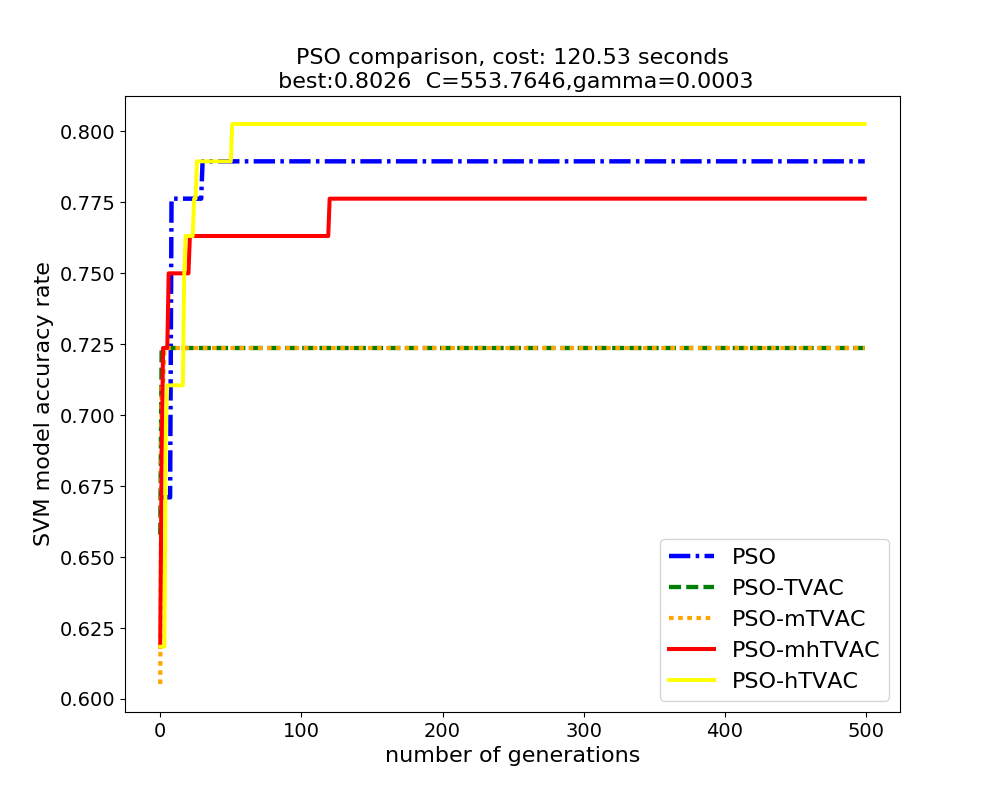 PSO comparison, cost: 120.53 seconds
best:0.8026  C=553.7646,gamma=0.0003
SVM model accuracy rate
0.800
0.775
0.750
0.725
0.700
0.675
0.650
0.625
0.600
PSO
PSO-TVAC
PSO-mTVAC
PSO-mhTVAC
PSO-hTVAC
0 100 200 300 400 500
number of generations